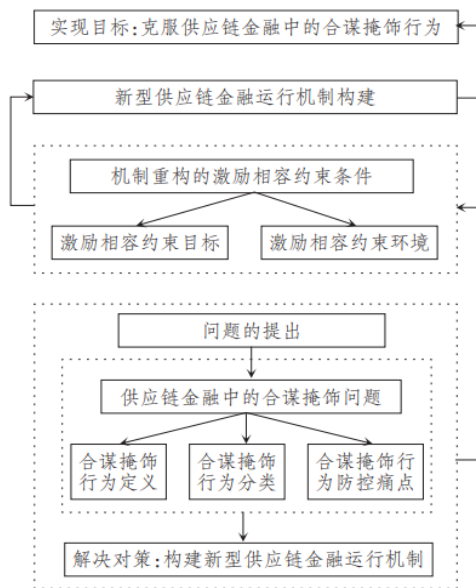 实现目标:克服供应链金融中的合谋掩饰行为
新型供应链金融运行机制构建
机制重构的激励相容约束条件
激励相容约束目标
激励相容约束环境
问题的提出
供应链金融中的合谋掩饰问题
合谋掩饰
行为定义
合谋掩饰
行为分类
合谋掩饰行
为防控痛点
解决对策:构建新型供应链金融运行机制